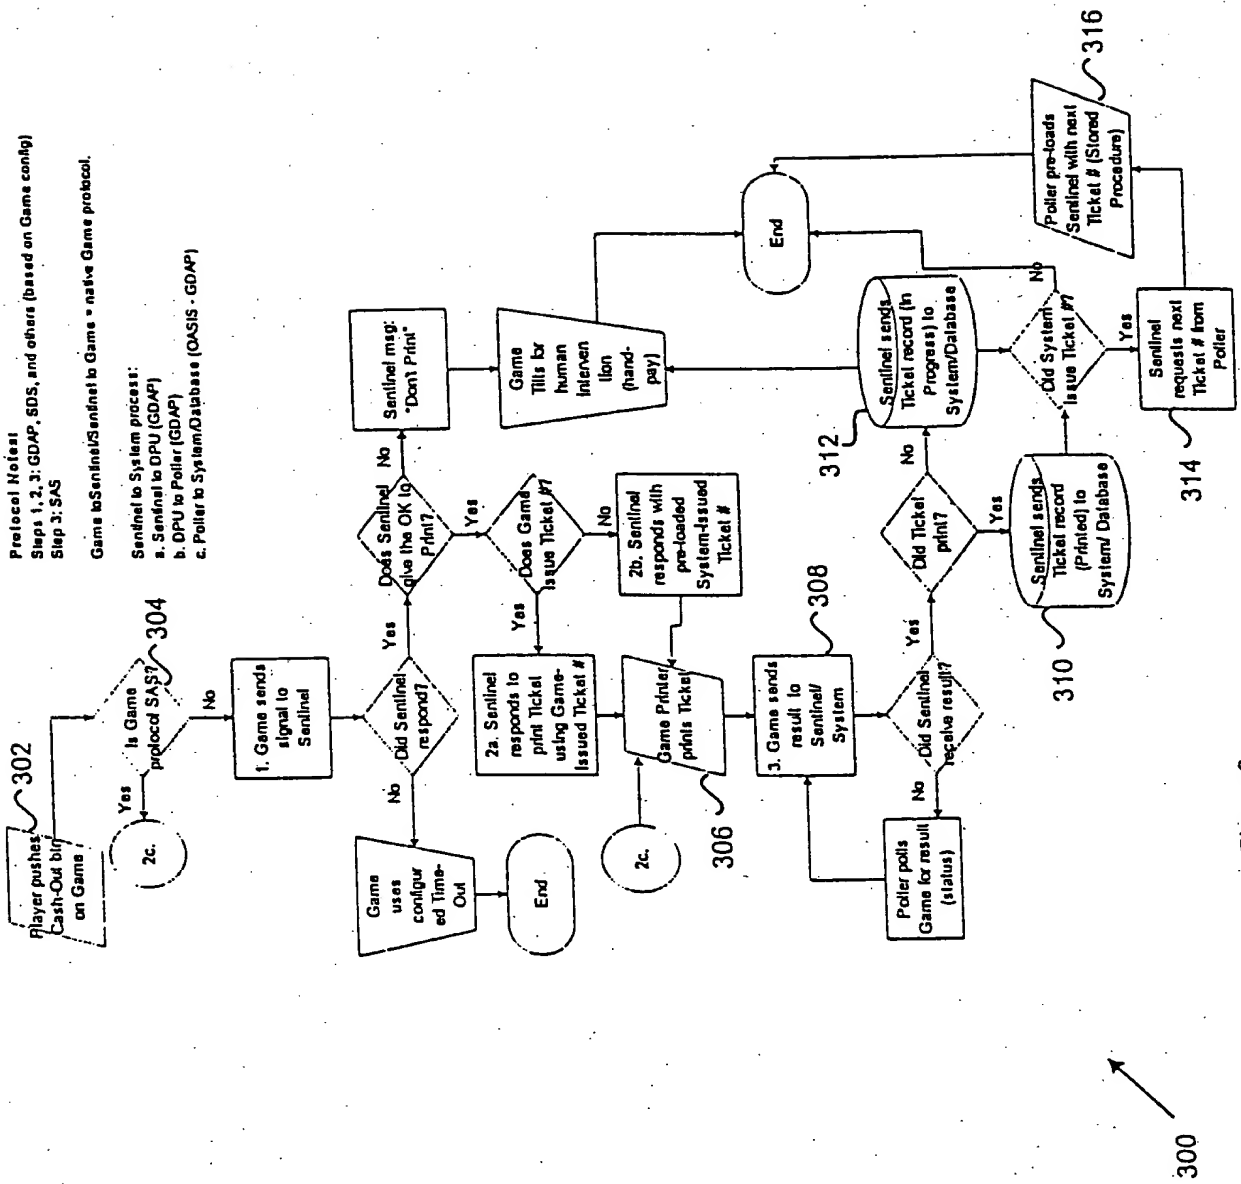 Protocol Notes:
Steps 1, 2, 3: GDAP, SDS, and others (based on Game config)
Step 3: SAS
Game to Sentinel/Sentinel to Game = native Game protocol.
Sentinel to System process:
a. Sentinel to DPU (GDAP)
b. DPU to Poller (GDAP)
c. Poller to System/Database (OASIS - GDAP)
Player pushes
Cash-Out btn
on Game
302
Is Game
protocol SAS?
304
Yes
2c.
No
1. Game sends
signal to
Sentinel
Did Sentinel
respond?
No
Game
uses
configur
ed Time-
Out
End
Yes
Does Sentinel
give the OK to
Print?
No
Sentinel msg:
"Don't Print"
Game
Tilts for
human
interven
tion
(hand-
pay)
Yes
Does Game
Issue Ticket #?
Yes
2a. Sentinel
responds to
print Ticket
using Game-
Issued Ticket #
No
2b. Sentinel
responds with
pre-loaded
System-Issued
Ticket #
2c.
Game Printer
prints Ticket
306
3. Game sends
result to
Sentinel/
System
308
Did Sentinel
receive result?
No
Poller polls
Game for result
(status)
Yes
Did Ticket
print?
No
Sentinel sends
Ticket record (In
Progress) to
System/Database
312
Yes
Sentinel sends
Ticket record
(Printed) to
System/ Database
310
Did System
Issue Ticket #?
No
End
Yes
Sentinel
requests next
Ticket # from
Poller
314
Poller pre-loads
Sentinel with next
Ticket # (Stored
Procedure)
316
300